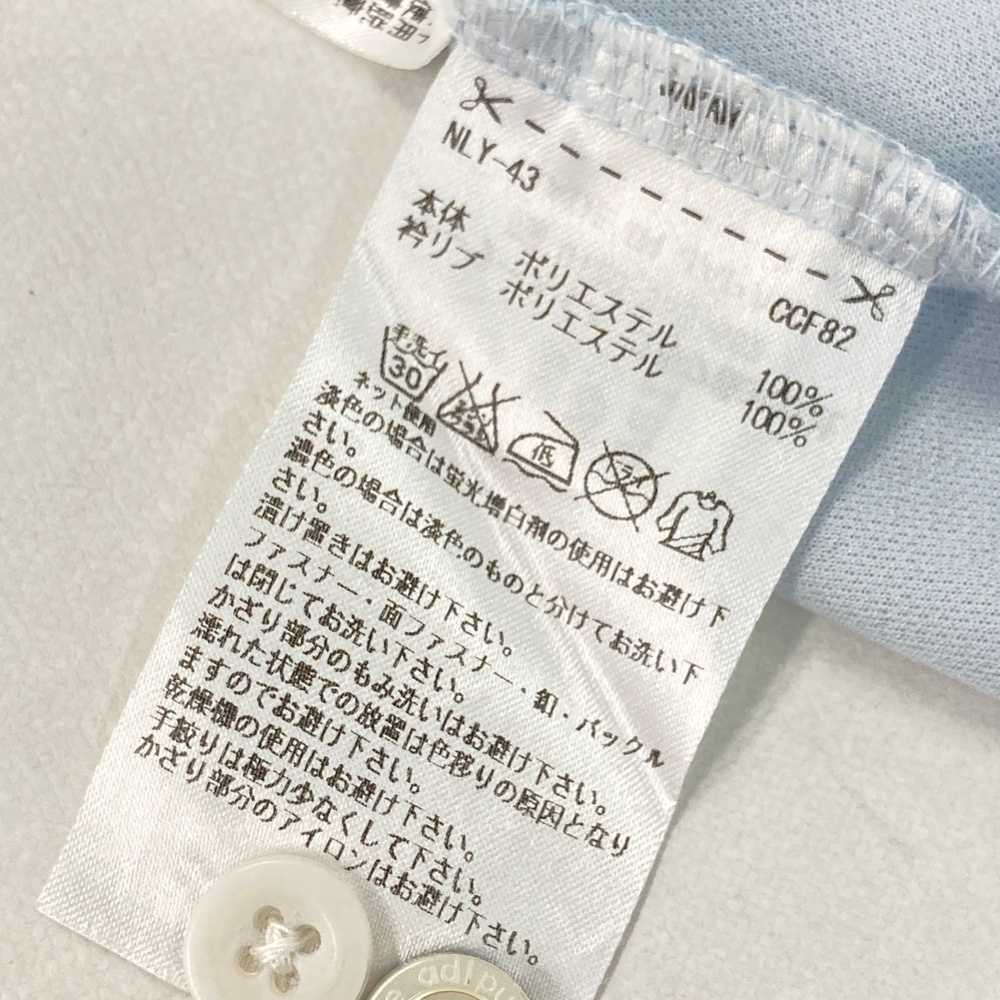 NLY-43
CCF82
本体 ポリエステル 100%
衿リブ ポリエステル 100%
手洗イ
30
ネット使用
エンソサラシ
低
ドライ
淡色の場合は蛍光増白剤の使用はお避け下
さい。
濃色の場合は淡色のものと分けてお洗い下
さい。
漬け置きはお避け下さい。
ファスナー・面ファスナー・釦・バックル
は閉じてお洗い下さい。
かざり部分のもみ洗いはお避け下さい。
濡れた状態での放置は色移りの原因となり
ますのでお避け下さい。
乾燥機の使用はお避け下さい。
手絞りは極力少なくして下さい。
かざり部分のアイロンはお避け下さい。